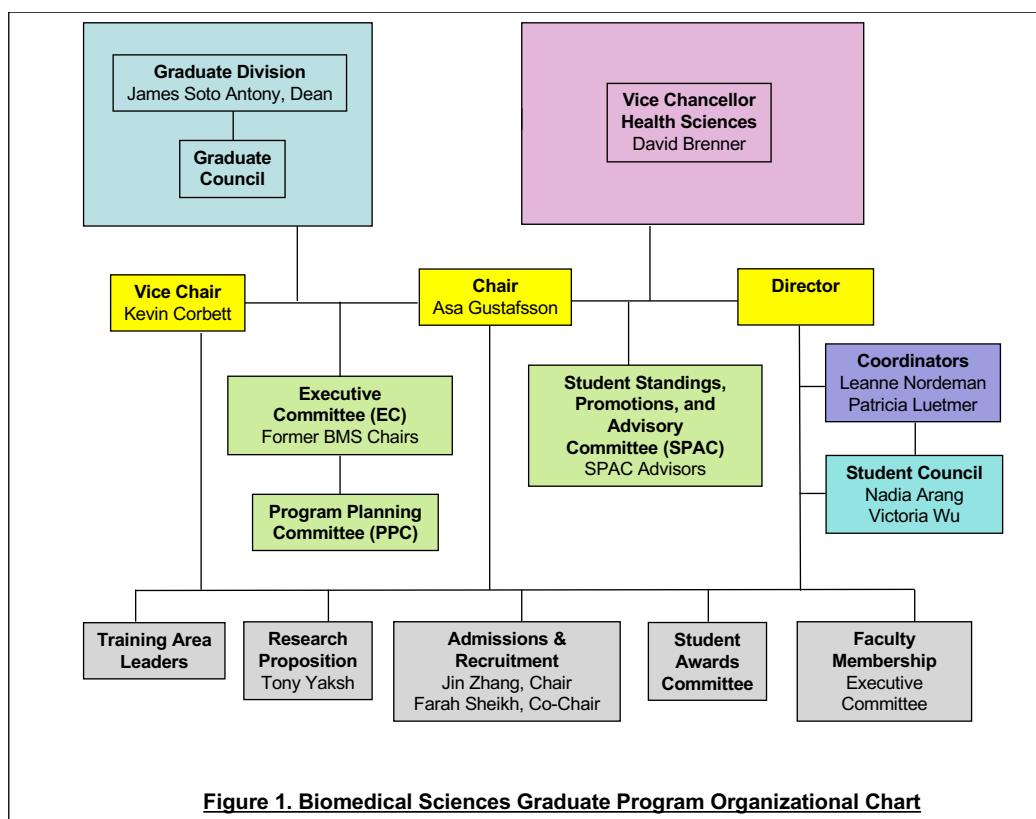 Graduate Division
James Soto Antony, Dean
Graduate
Council
Vice Chancellor
Health Sciences
David Brenner
Vice Chair
Kevin Corbett
Chair
Asa Gustafsson
Director
Coordinators
Leanne Nordeman
Patricia Luetmer
Executive
Committee (EC)
Former BMS Chairs
Student Standings,
Promotions, and
Advisory
Committee (SPAC)
SPAC Advisors
Student Council
Nadia Arang
Victoria Wu
Program Planning
Committee (PPC)
Training Area
Leaders
Research
Proposition
Tony Yaksh
Admissions &
Recruitment
Jin Zhang, Chair
Farah Sheikh, Co-Chair
Student
Awards
Committee
Faculty
Membership
Executive
Committee
Figure 1. Biomedical Sciences Graduate Program Organizational Chart